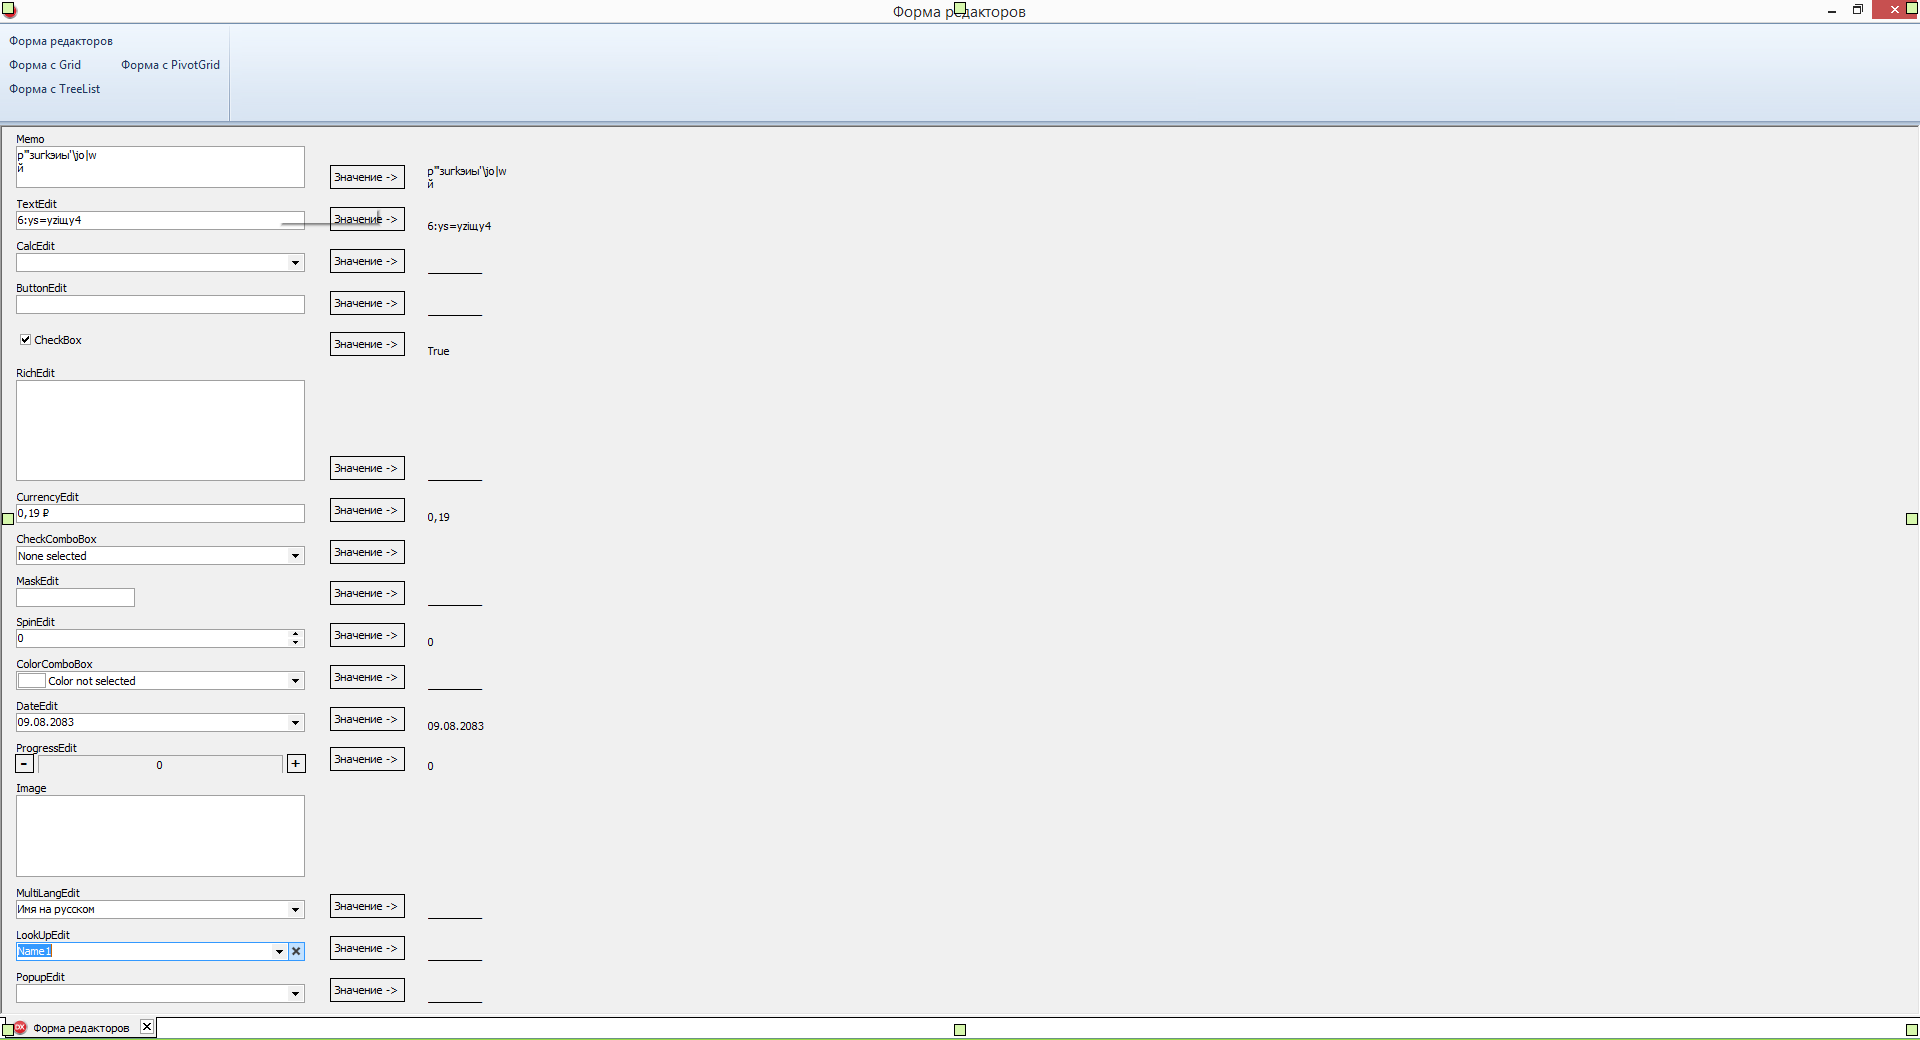 Форма редакторов
Форма редакторов
Форма с Grid
Форма с PivotGrid
Форма с TreeList
Memo
p"'зurkэиы'\jo|w
й
Значение ->
p"'зurkэиы'\jo|w
й
TextEdit
6:ys=yziщy4
Значение ->
6:ys=yziщy4
CalcEdit
Значение ->
ButtonEdit
Значение ->
CheckBox
Значение ->
True
RichEdit
Значение ->
CurrencyEdit
0,19 ₽
Значение ->
0,19
CheckComboBox
None selected
Значение ->
MaskEdit
Значение ->
SpinEdit
0
Значение ->
0
ColorComboBox
Color not selected
Значение ->
DateEdit
09.08.2083
Значение ->
09.08.2083
ProgressEdit
- 0 +
Значение ->
0
Image
MultiLangEdit
Имя на русском
Значение ->
LookUpEdit
Name1
Значение ->
PopupEdit
Значение ->
DX Форма редакторов